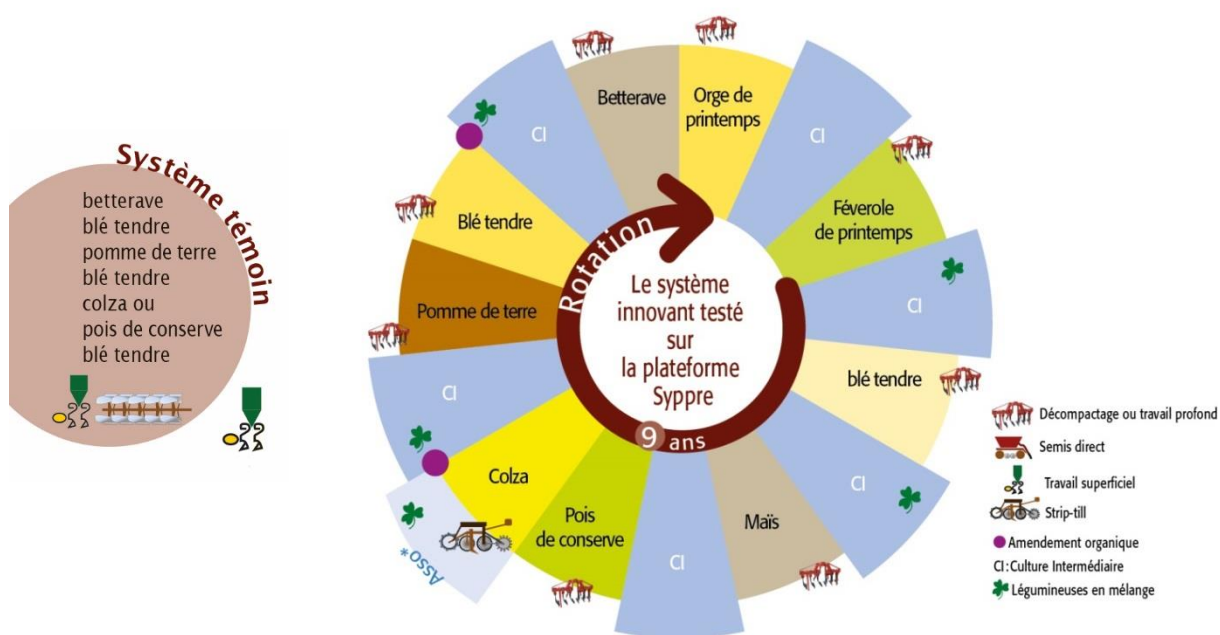 Système témoin
betterave
blé tendre
pomme de terre
blé tendre
colza ou
pois de conserve
blé tendre
Betterave
Orge de
printemps
CI
Féverole
de printemps
CI
blé tendre
CI
Maïs
CI
Pois
de conserve
Colza
Asso*
CI
Pomme de terre
Blé tendre
CI
Rotation
9 ans
Le système
innovant testé
sur
la plateforme
Syppre
Décompactage ou travail profond
Semis direct
Travail superficiel
Strip-till
Amendement organique
CI : Culture Intermédiaire
Légumineuses en mélange